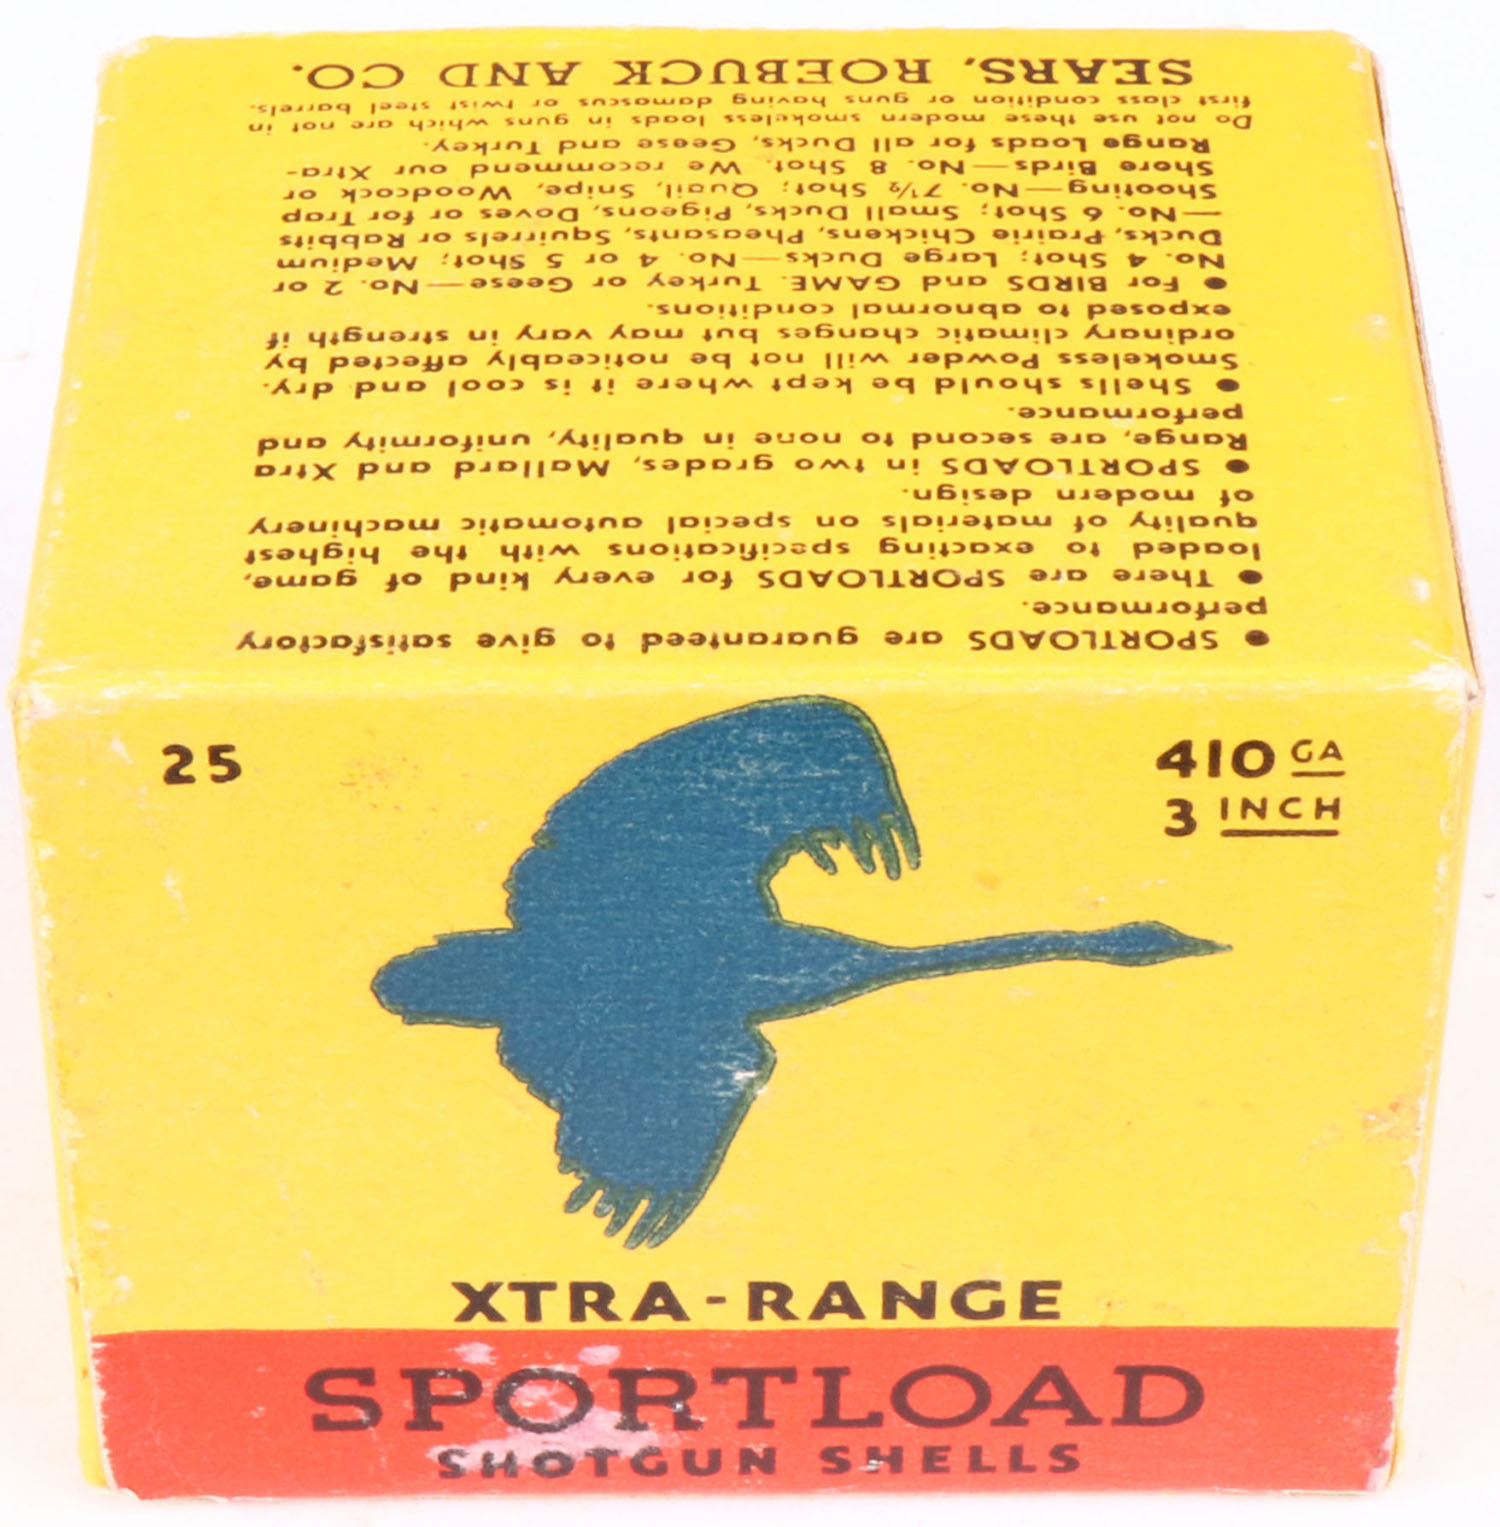 25
410 GA
3 INCH
XTRA-RANGE
SPORTLOAD
SHOTGUN SHELLS
• SPORTLOADS are guaranteed to give satisfactory
performance.
• There are SPORTLOADS for every kind of game,
loaded to exacting specifications with the highest
quality of materials on special automatic machinery
of modern design.
• SPORTLOADS in two grades, Mallard and Xtra
Range, are second to none in quality, uniformity and
performance.
• Shells should be kept where it is cool and dry.
Smokeless Powder will not be noticeably affected by
ordinary climatic changes but may vary in strength if
exposed to abnormal conditions.
• For BIRDS and GAME. Turkey or Geese—No. 2 or
No. 4 Shot; Large Ducks—No. 4 or 5 Shot; Medium
Ducks, Prairie Chickens, Pheasants, Squirrels or Rabbits
—No. 6 Shot; Small Ducks, Pigeons, Doves or for Trap
Shooting—No. 7½ Shot; Quail, Snipe, Woodcock or
Shore Birds—No. 8 Shot. We recommend our Xtra-
Range Loads for all Ducks, Geese and Turkey.
Do not use these modern smokeless loads in guns which are not in
first class condition or guns having damascus or twist steel barrels.
SEARS, ROEBUCK AND CO.